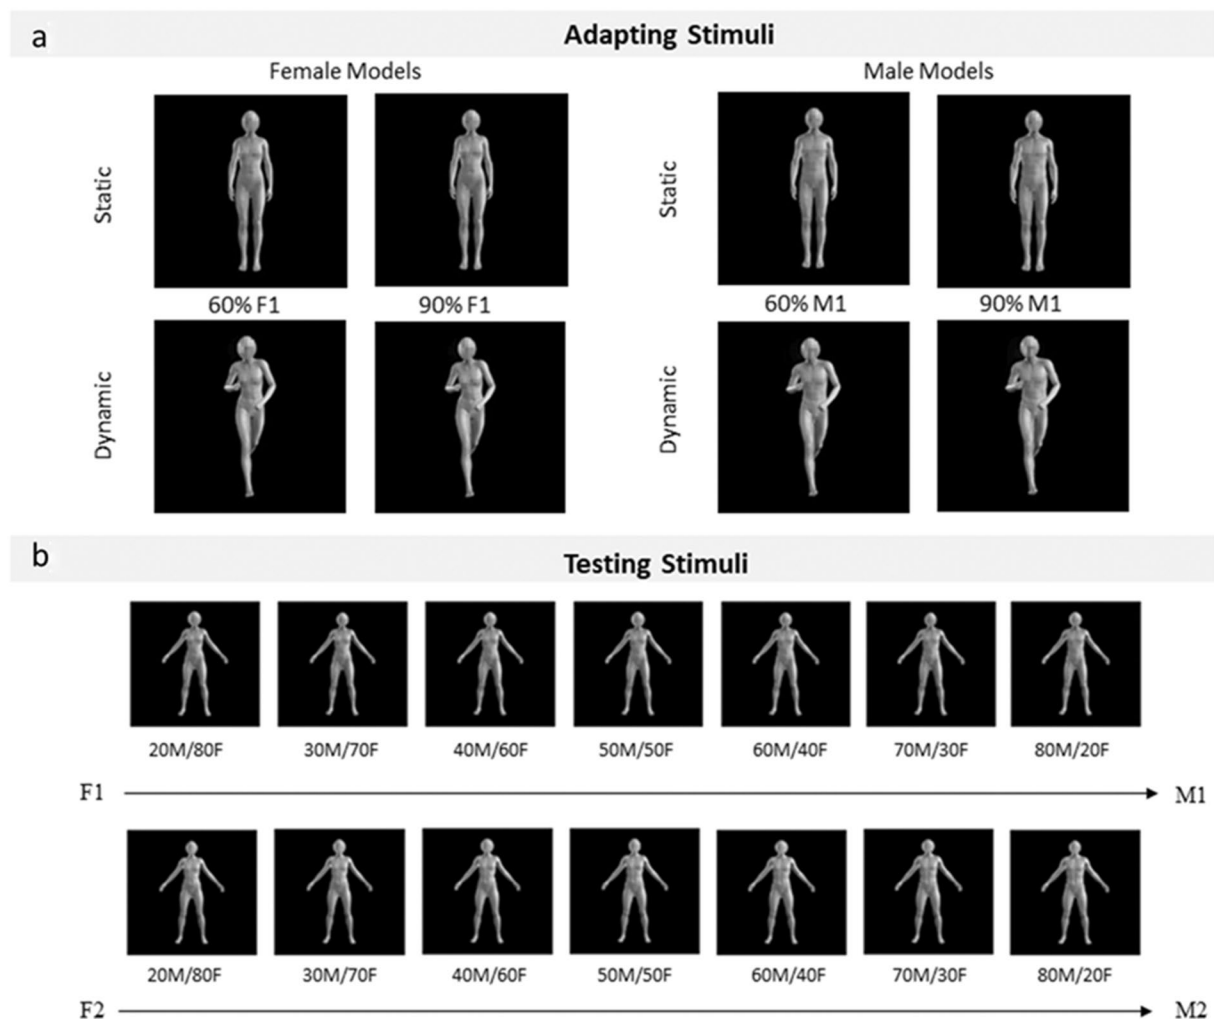 a
Adapting Stimuli
Female Models
Male Models
Static
Static
60% F1
90% F1
60% M1
90% M1
Dynamic
Dynamic
b
Testing Stimuli
20M/80F
30M/70F
40M/60F
50M/50F
60M/40F
70M/30F
80M/20F
F1
M1
20M/80F
30M/70F
40M/60F
50M/50F
60M/40F
70M/30F
80M/20F
F2
M2